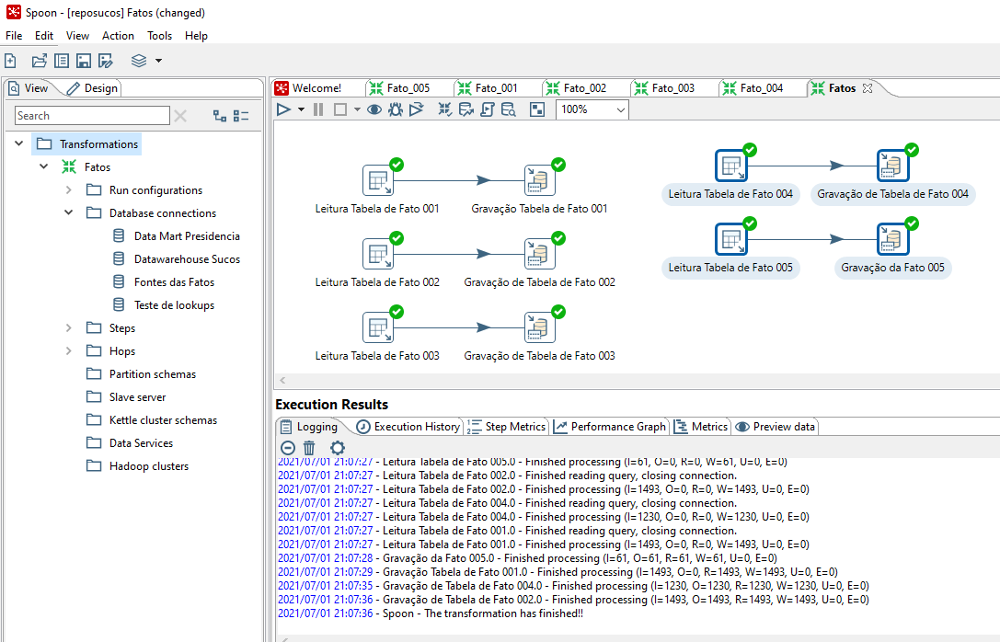 Spoon - [reposucos] Fatos (changed)
File Edit View Action Tools Help
View Design
Search
Transformations
Fatos
Run configurations
Database connections
Data Mart Presidencia
Datawarehouse Sucos
Fontes das Fatos
Teste de lookups
Steps
Hops
Partition schemas
Slave server
Kettle cluster schemas
Data Services
Hadoop clusters
Welcome! Fato_005 Fato_001 Fato_002 Fato_003 Fato_004 Fatos
100%
Leitura Tabela de Fato 001 Gravação Tabela de Fato 001
Leitura Tabela de Fato 002 Gravação de Tabela de Fato 002
Leitura Tabela de Fato 003 Gravação de Tabela de Fato 003
Leitura Tabela de Fato 004 Gravação de Tabela de Fato 004
Leitura Tabela de Fato 005 Gravação da Fato 005
Execution Results
Logging Execution History Step Metrics Performance Graph Metrics Preview data
2021/07/01 21:07:27 - Leitura Tabela de Fato 005.0 - Finished processing (I=61, O=0, R=0, W=61, U=0, E=0)
2021/07/01 21:07:27 - Leitura Tabela de Fato 002.0 - Finished reading query, closing connection.
2021/07/01 21:07:27 - Leitura Tabela de Fato 002.0 - Finished processing (I=1493, O=0, R=0, W=1493, U=0, E=0)
2021/07/01 21:07:27 - Leitura Tabela de Fato 004.0 - Finished reading query, closing connection.
2021/07/01 21:07:27 - Leitura Tabela de Fato 004.0 - Finished processing (I=1230, O=0, R=0, W=1230, U=0, E=0)
2021/07/01 21:07:27 - Leitura Tabela de Fato 001.0 - Finished reading query, closing connection.
2021/07/01 21:07:27 - Leitura Tabela de Fato 001.0 - Finished processing (I=1493, O=0, R=0, W=1493, U=0, E=0)
2021/07/01 21:07:28 - Gravação da Fato 005.0 - Finished processing (I=61, O=61, R=61, W=61, U=0, E=0)
2021/07/01 21:07:29 - Gravação Tabela de Fato 001.0 - Finished processing (I=1493, O=0, R=1493, W=1493, U=0, E=0)
2021/07/01 21:07:35 - Gravação de Tabela de Fato 004.0 - Finished processing (I=1230, O=1230, R=1230, W=1230, U=0, E=0)
2021/07/01 21:07:36 - Gravação de Tabela de Fato 002.0 - Finished processing (I=1493, O=1493, R=1493, W=1493, U=0, E=0)
2021/07/01 21:07:36 - Spoon - The transformation has finished!!